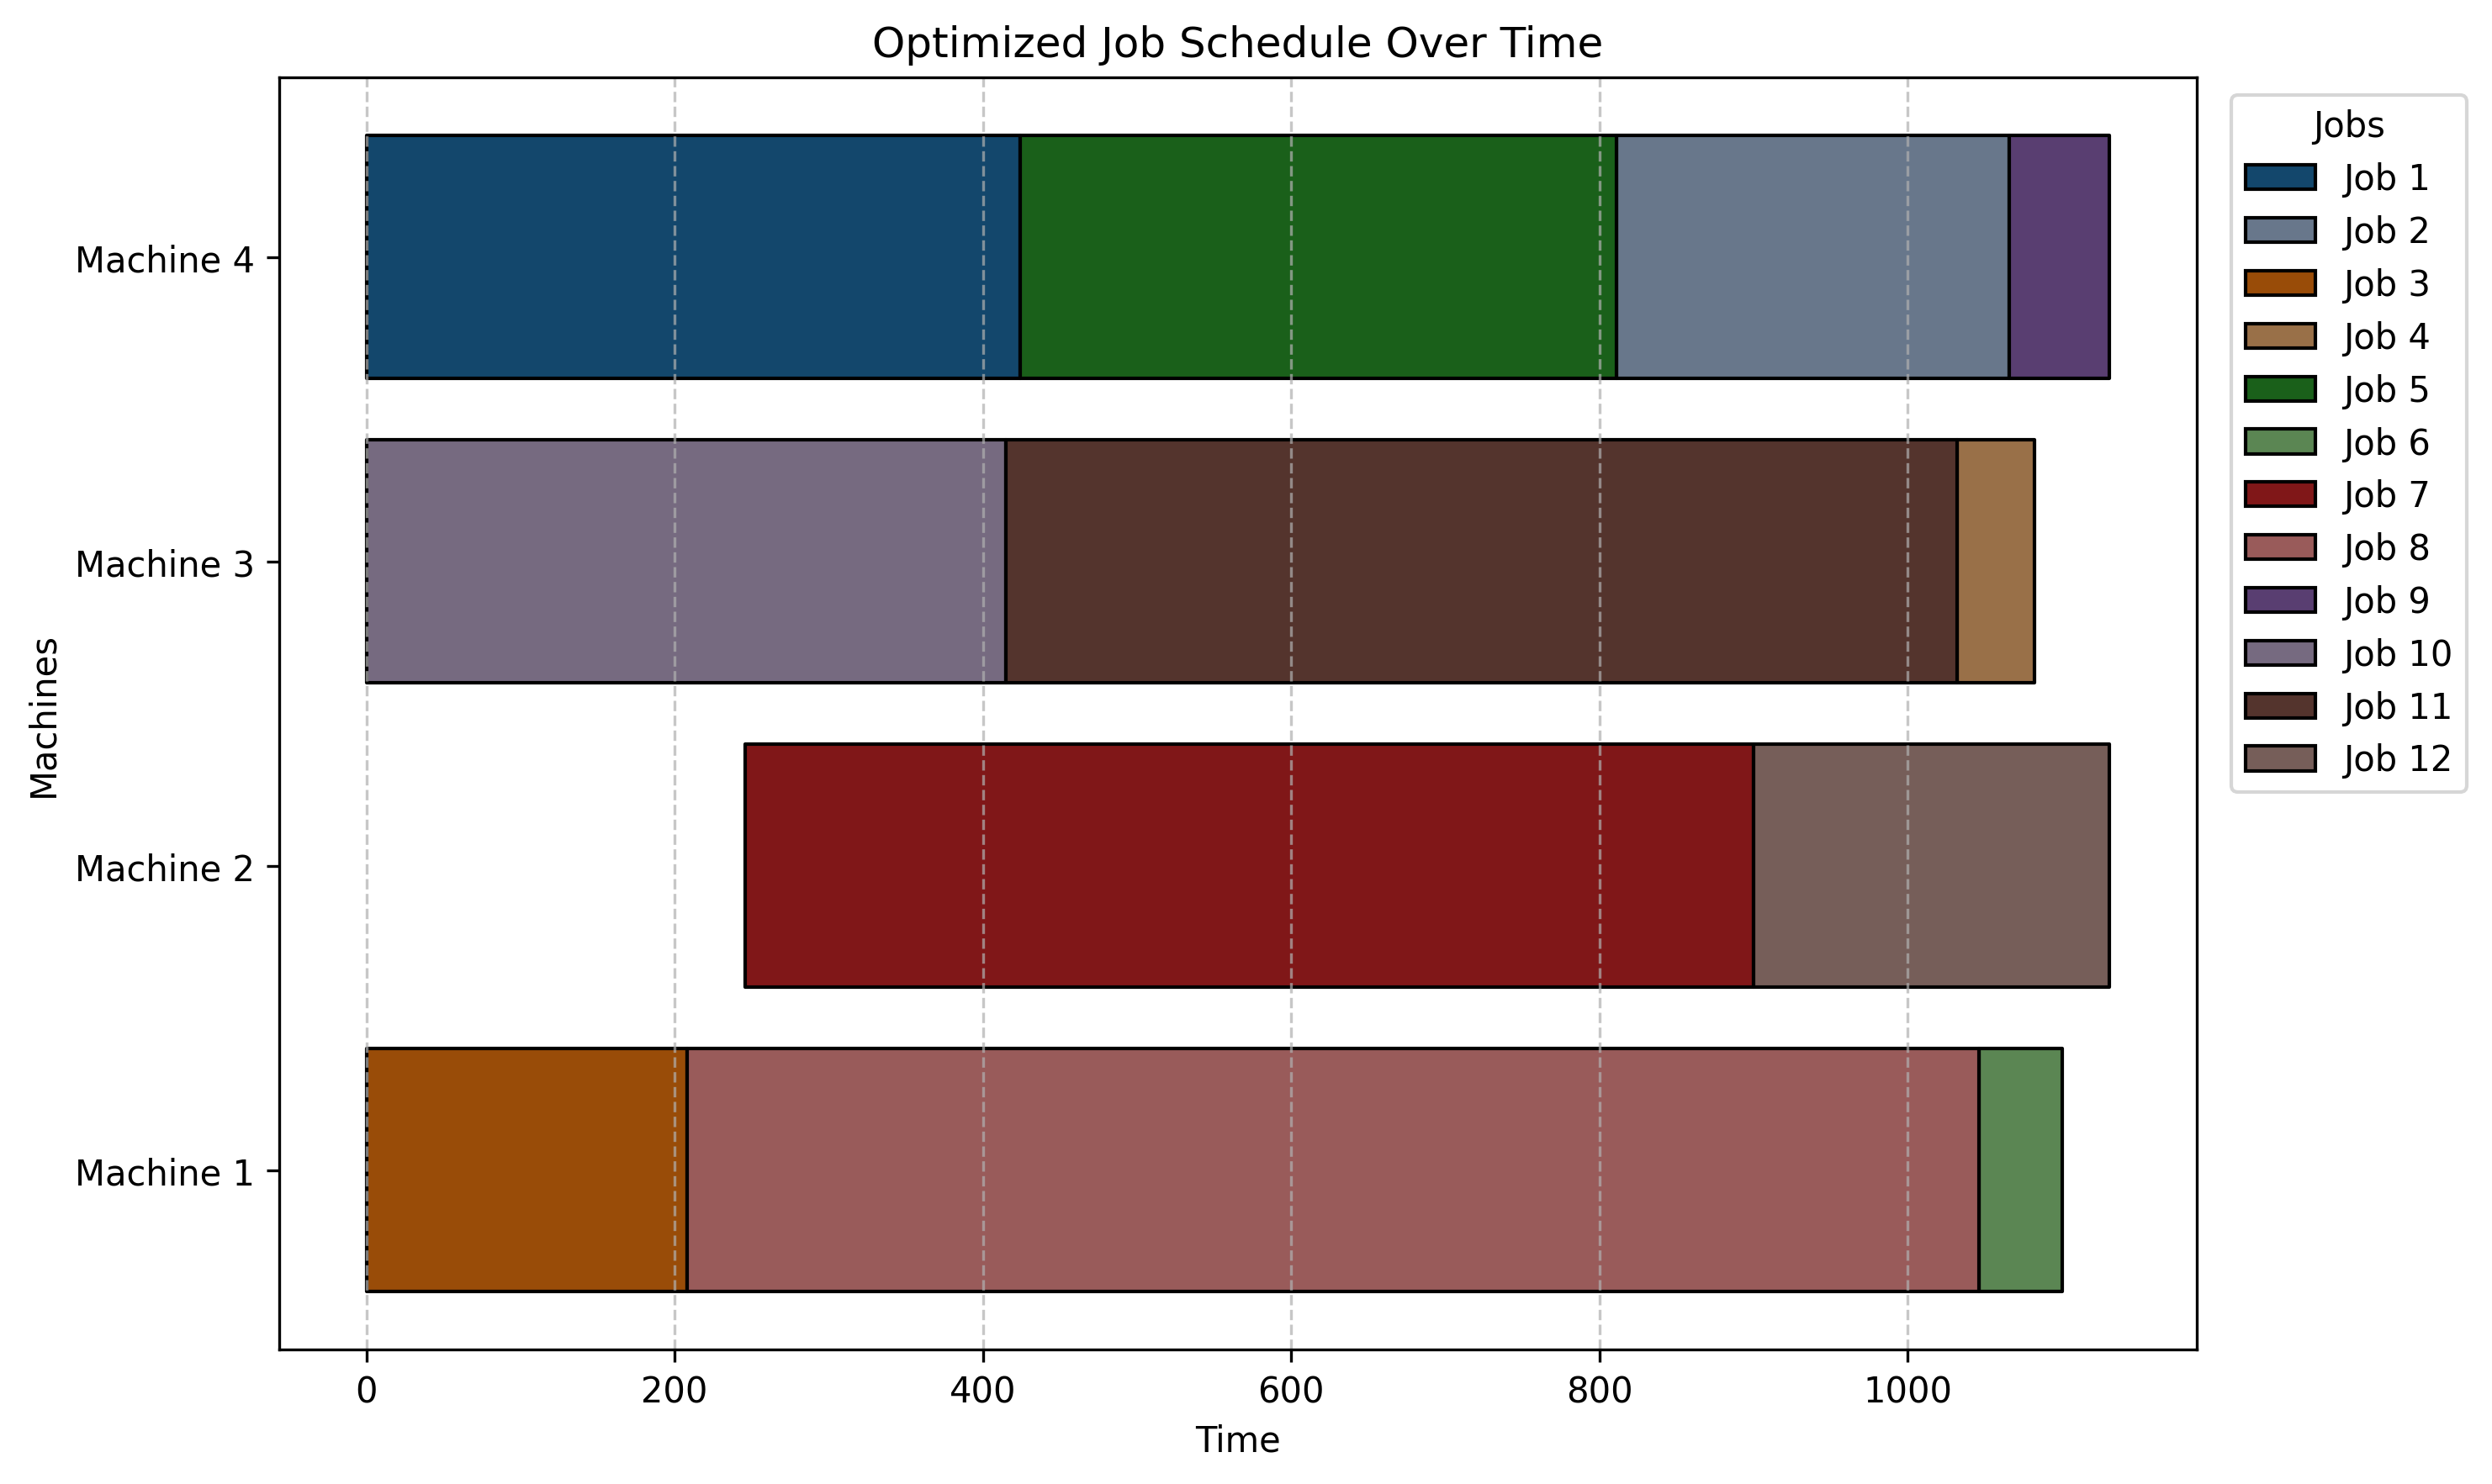 Optimized Job Schedule Over Time
Machines
Machine 4
Machine 3
Machine 2
Machine 1
0 200 400 600 800 1000
Time
Jobs
Job 1
Job 2
Job 3
Job 4
Job 5
Job 6
Job 7
Job 8
Job 9
Job 10
Job 11
Job 12